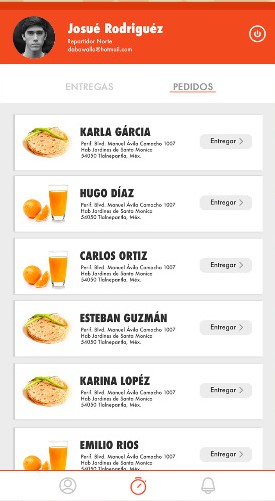 Josué Rodriguéz
Repartidor Norte
dabawalla@hotmail.com
ENTREGAS
PEDIDOS
KARLA GÁRCIA
Perif. Blvd. Manuel Ávila Camacho 1007
Hab Jardines de Santa Monica
54050 Tlalnepantla, Méx.
Entregar
HUGO DÍAZ
Perif. Blvd. Manuel Ávila Camacho 1007
Hab Jardines de Santa Monica
54050 Tlalnepantla, Méx.
Entregar
CARLOS ORTIZ
Perif. Blvd. Manuel Ávila Camacho 1007
Hab Jardines de Santa Monica
54050 Tlalnepantla, Méx.
Entregar
ESTEBAN GUZMÁN
Perif. Blvd. Manuel Ávila Camacho 1007
Hab Jardines de Santa Monica
54050 Tlalnepantla, Méx.
Entregar
KARINA LOPÉZ
Perif. Blvd. Manuel Ávila Camacho 1007
Hab Jardines de Santa Monica
54050 Tlalnepantla, Méx.
Entregar
EMILIO RIOS
Perif. Blvd. Manuel Ávila Camacho 1007
Hab Jardines de Santa Monica
54050 Tlalnepantla, Méx.
Entregar